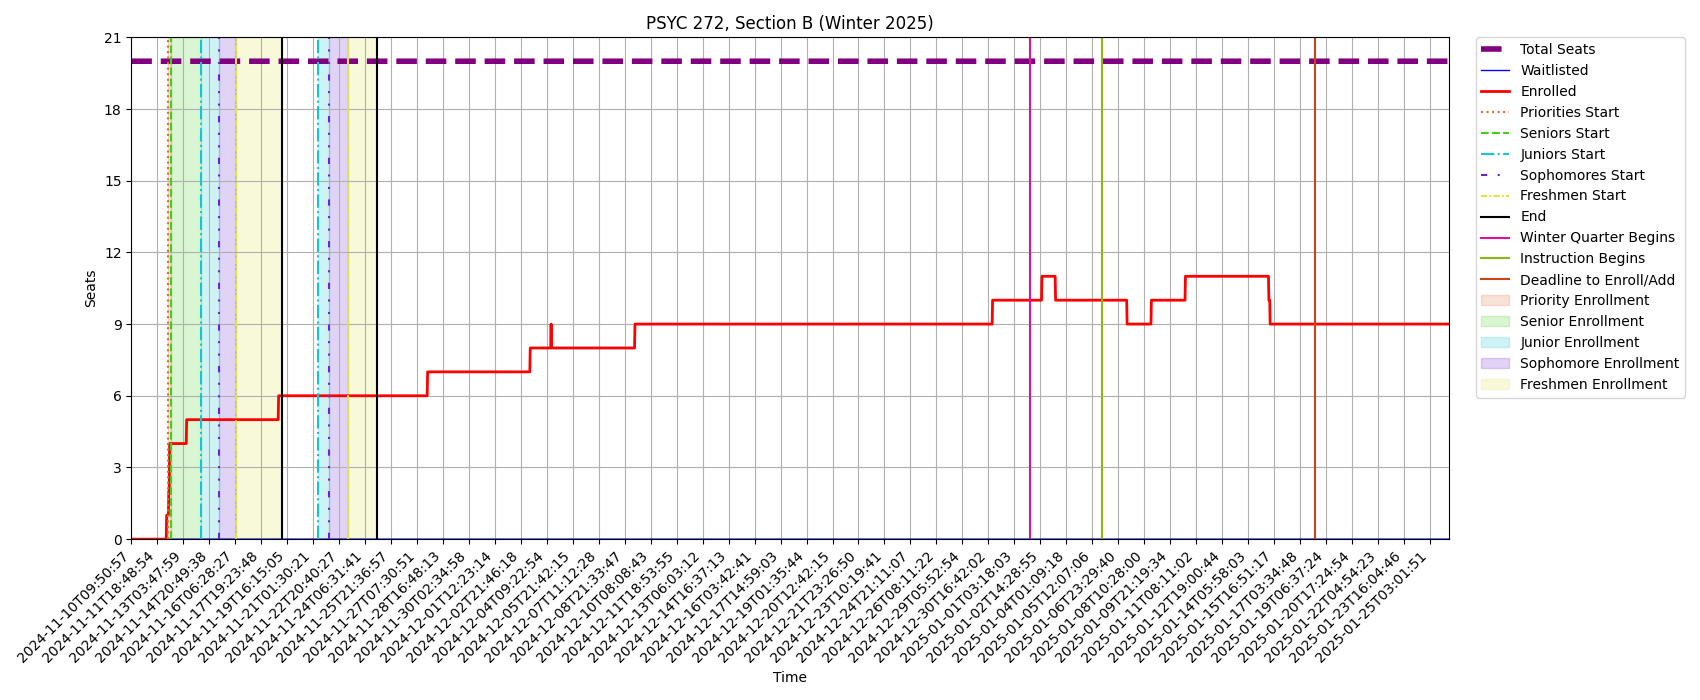 PSYC 272, Section B (Winter 2025)
21
18
15
12
9
6
3
0
Seats
2024-11-10T09:50:57
2024-11-11T18:48:54
2024-11-13T03:47:59
2024-11-14T20:49:38
2024-11-16T06:28:27
2024-11-17T19:23:48
2024-11-19T16:15:05
2024-11-21T01:30:21
2024-11-22T20:40:27
2024-11-24T06:31:41
2024-11-25T21:36:57
2024-11-27T07:30:51
2024-11-28T16:48:13
2024-11-30T02:34:58
2024-12-01T12:23:14
2024-12-02T21:46:18
2024-12-04T09:22:54
2024-12-05T21:42:15
2024-12-07T11:12:28
2024-12-08T21:33:47
2024-12-10T08:08:43
2024-12-11T18:53:55
2024-12-13T06:03:12
2024-12-14T16:37:13
2024-12-16T03:42:41
2024-12-17T14:59:03
2024-12-19T01:35:44
2024-12-20T12:42:15
2024-12-21T23:26:50
2024-12-23T10:19:41
2024-12-24T21:11:07
2024-12-26T08:11:22
2024-12-29T05:52:54
2024-12-30T16:42:02
2025-01-01T03:18:03
2025-01-02T14:28:55
2025-01-04T01:09:18
2025-01-05T12:07:06
2025-01-06T23:29:40
2025-01-08T10:28:00
2025-01-09T21:19:34
2025-01-11T08:11:02
2025-01-12T19:00:44
2025-01-14T05:58:03
2025-01-15T16:51:17
2025-01-17T03:34:48
2025-01-19T06:37:24
2025-01-20T17:24:54
2025-01-22T04:54:23
2025-01-23T16:04:46
2025-01-25T03:01:51
Time
Total Seats
Waitlisted
Enrolled
Priorities Start
Seniors Start
Juniors Start
Sophomores Start
Freshmen Start
End
Winter Quarter Begins
Instruction Begins
Deadline to Enroll/Add
Priority Enrollment
Senior Enrollment
Junior Enrollment
Sophomore Enrollment
Freshmen Enrollment